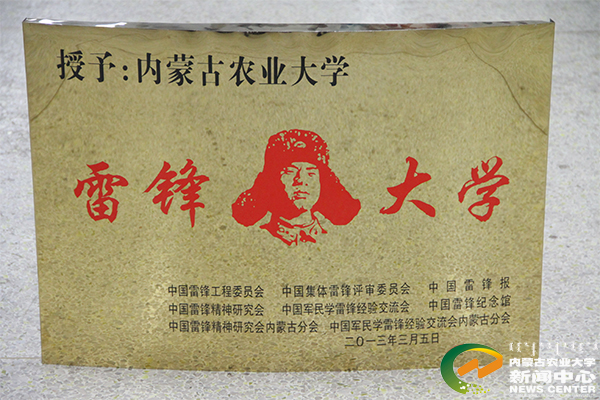 授予:内蒙古农业大学
雷锋 大学
中国雷锋工程委员会 中国集体雷锋评审委员会 中国雷锋报
中国雷锋精神研究会 中国军民学雷锋经验交流会 中国雷锋纪念馆
中国雷锋精神研究会内蒙古分会 中国军民学雷锋经验交流会内蒙古分会
二〇一三年三月五日
内蒙古农业大学
新闻中心
NEWS CENTER